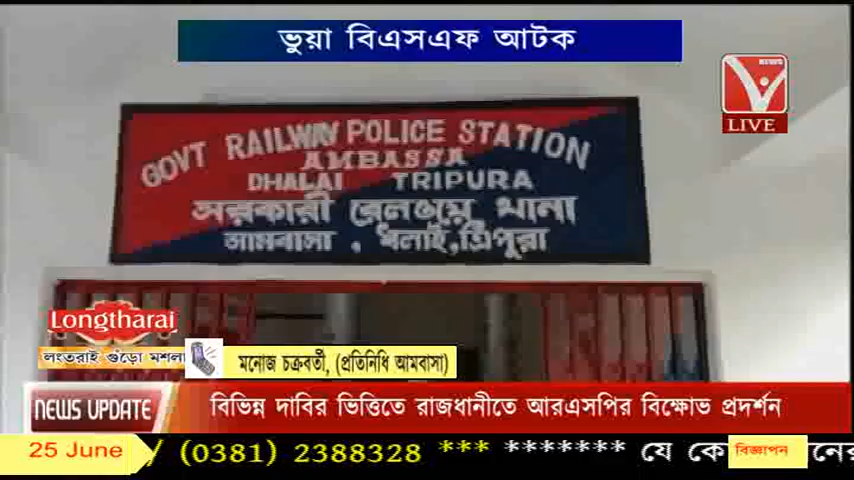 ভুয়া বিএসএফ আটক
NEWS
LIVE
GOVT RAILWAY POLICE STATION
AMBASSA
DHALAI TRIPURA
সরকারী রেলওয়ে থানা
আমবাসা , ধলাই,ত্রিপুরা
Longtharai
লংতরাই গুঁড়ো মশলা
মনোজ চক্রবর্তী, (প্রতিনিধি আমবাসা)
NEWS UPDATE
বিভিন্ন দাবির ভিত্তিতে রাজধানীতে আরএসপির বিক্ষোভ প্রদর্শন
25 June / (0381) 2388328 *** ******* যে কো বিজ্ঞাপন নের